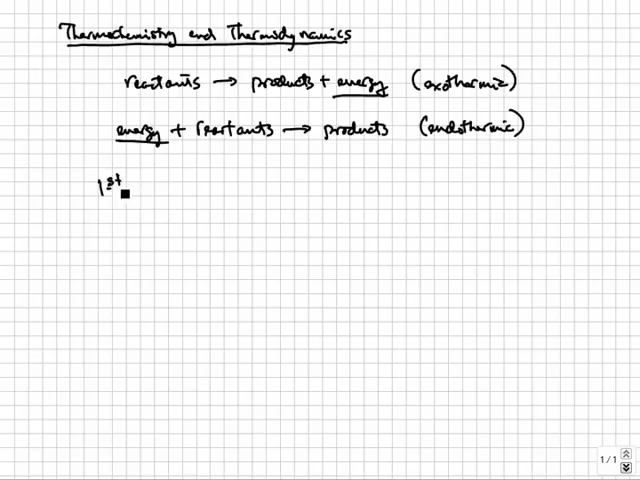 Thermochemistry and Thermodynamics
reactants → products + energy (exothermic)
energy + reactants → products (endothermic)
1st
1/1